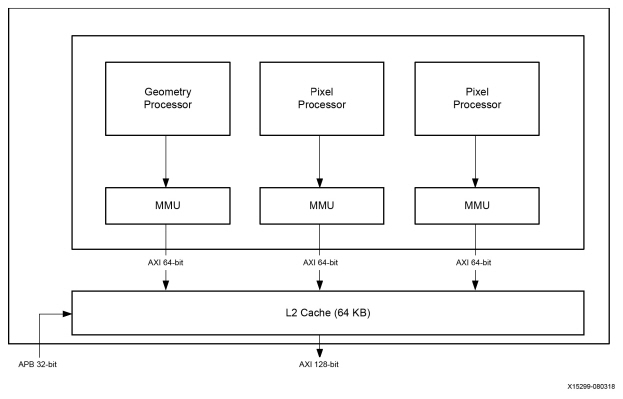 Geometry
Processor
Pixel
Processor
Pixel
Processor
MMU
MMU
MMU
AXI 64-bit
AXI 64-bit
AXI 64-bit
L2 Cache (64 KB)
APB 32-bit
AXI 128-bit
X15299-080318